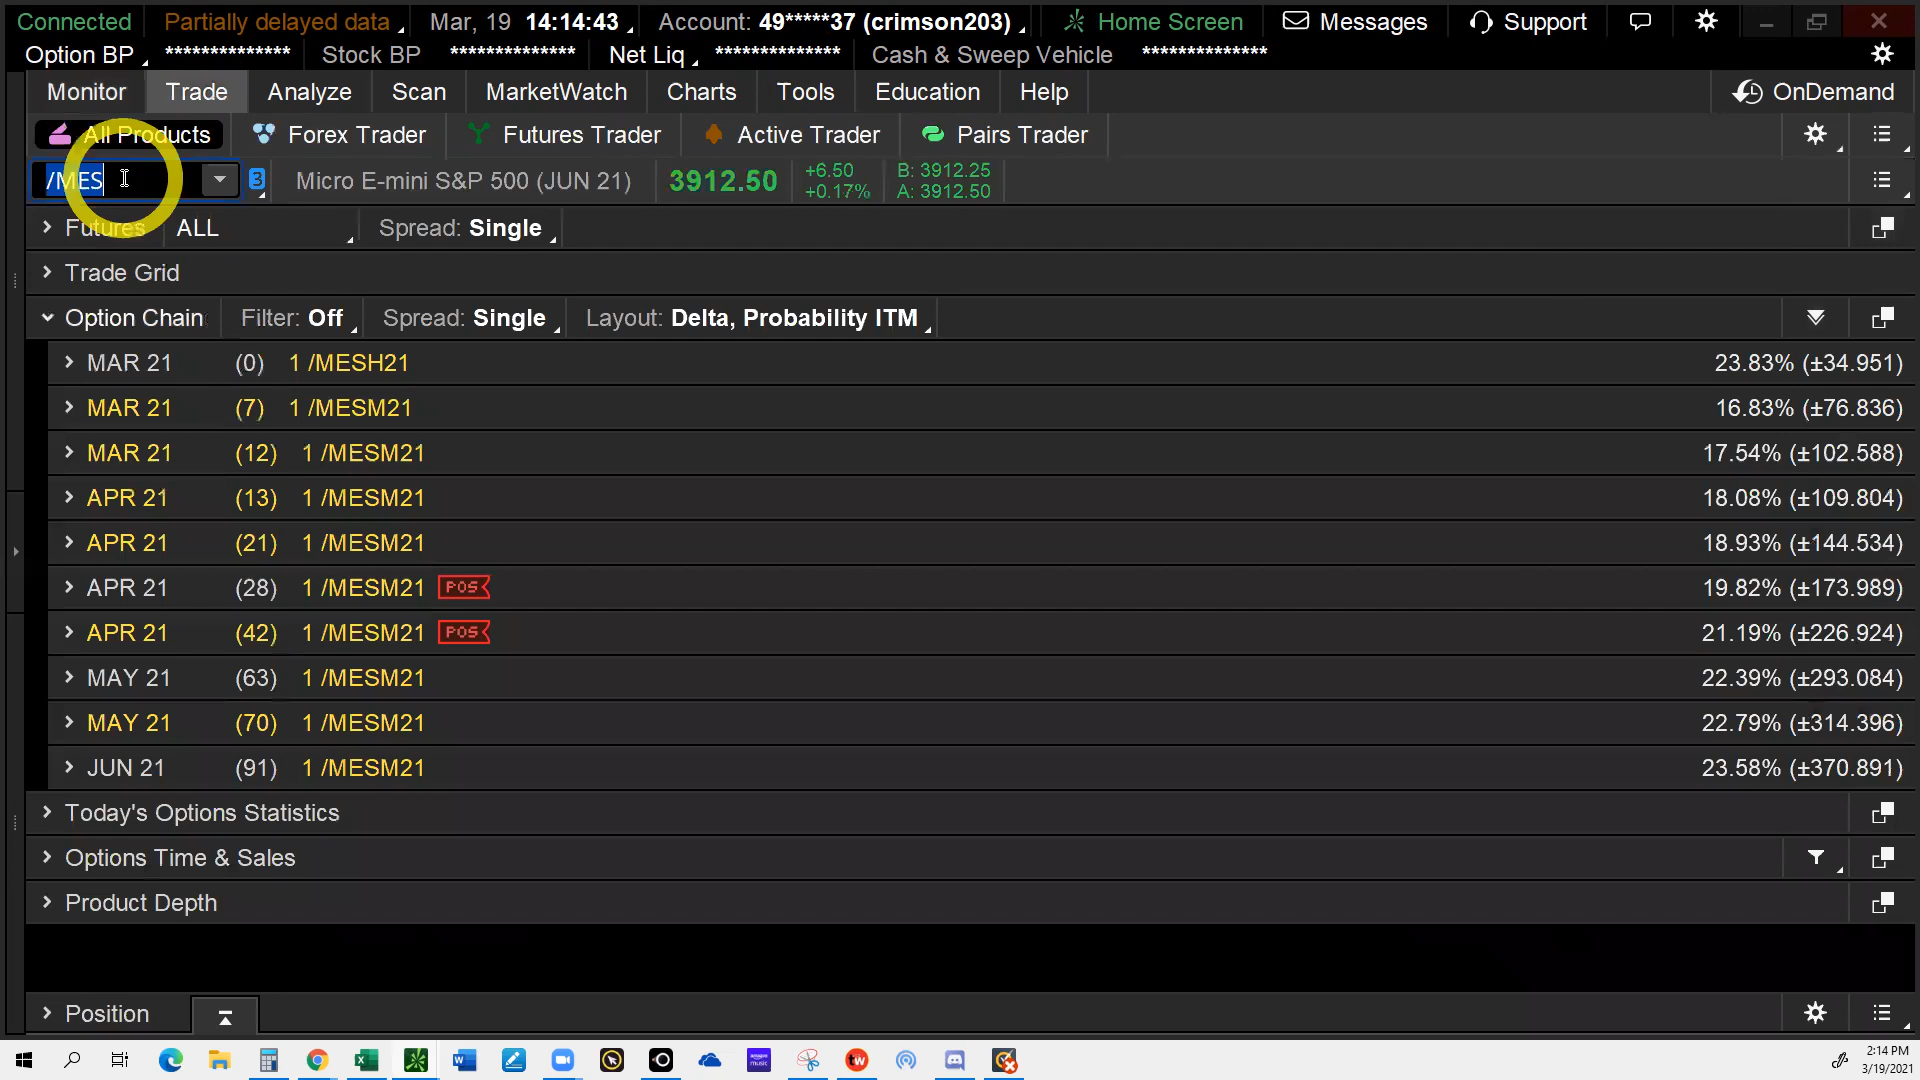 Connected Partially delayed data Mar, 19 14:14:43 Account: 49*****37 (crimson203) Home Screen Messages Support
Option BP ************** Stock BP ************** Net Liq ************** Cash & Sweep Vehicle **************
Monitor Trade Analyze Scan MarketWatch Charts Tools Education Help OnDemand
All Products Forex Trader Futures Trader Active Trader Pairs Trader
/MES 3 Micro E-mini S&P 500 (JUN 21) 3912.50 +6.50 B: 3912.25
+0.17% A: 3912.50
Futures ALL Spread: Single
Trade Grid
Option Chain Filter: Off Spread: Single Layout: Delta, Probability ITM
MAR 21 (0) 1 /MESH21 23.83% (±34.951)
MAR 21 (7) 1 /MESM21 16.83% (±76.836)
MAR 21 (12) 1 /MESM21 17.54% (±102.588)
APR 21 (13) 1 /MESM21 18.08% (±109.804)
APR 21 (21) 1 /MESM21 18.93% (±144.534)
APR 21 (28) 1 /MESM21 POS 19.82% (±173.989)
APR 21 (42) 1 /MESM21 POS 21.19% (±226.924)
MAY 21 (63) 1 /MESM21 22.39% (±293.084)
MAY 21 (70) 1 /MESM21 22.79% (±314.396)
JUN 21 (91) 1 /MESM21 23.58% (±370.891)
Today's Options Statistics
Options Time & Sales
Product Depth
Position
2:14 PM
3/19/2021